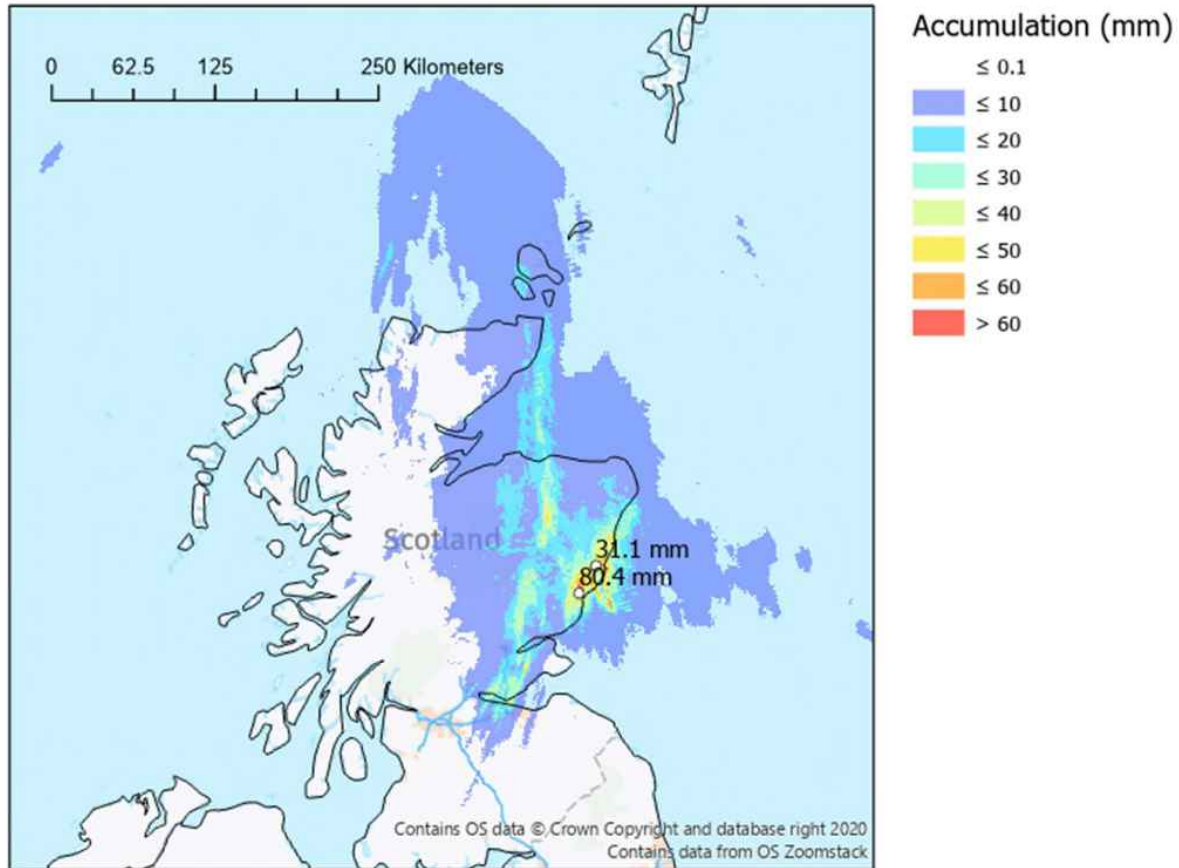 0 62.5 125 250 Kilometers
Scotland
31.1 mm
80.4 mm
Contains OS data © Crown Copyright and database right 2020
Contains data from OS Zoomstack
Accumulation (mm)
≤ 0.1
≤ 10
≤ 20
≤ 30
≤ 40
≤ 50
≤ 60
> 60